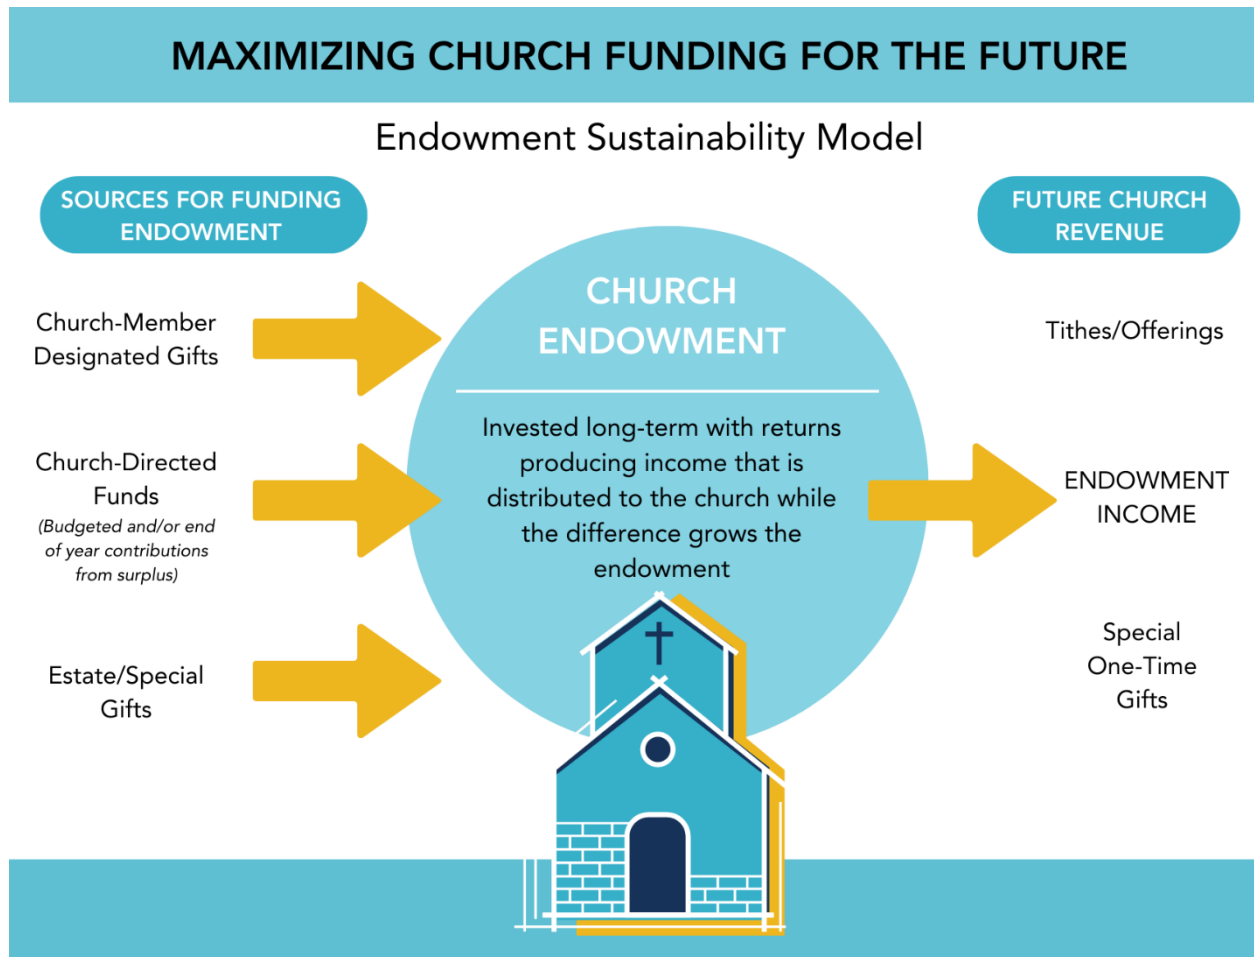 MAXIMIZING CHURCH FUNDING FOR THE FUTURE
Endowment Sustainability Model
SOURCES FOR FUNDING
ENDOWMENT
Church-Member
Designated Gifts
Church-Directed
Funds
(Budgeted and/or end
of year contributions
from surplus)
Estate/Special
Gifts
CHURCH
ENDOWMENT
Invested long-term with returns
producing income that is
distributed to the church while
the difference grows the
endowment
FUTURE CHURCH
REVENUE
Tithes/Offerings
ENDOWMENT
INCOME
Special
One-Time
Gifts